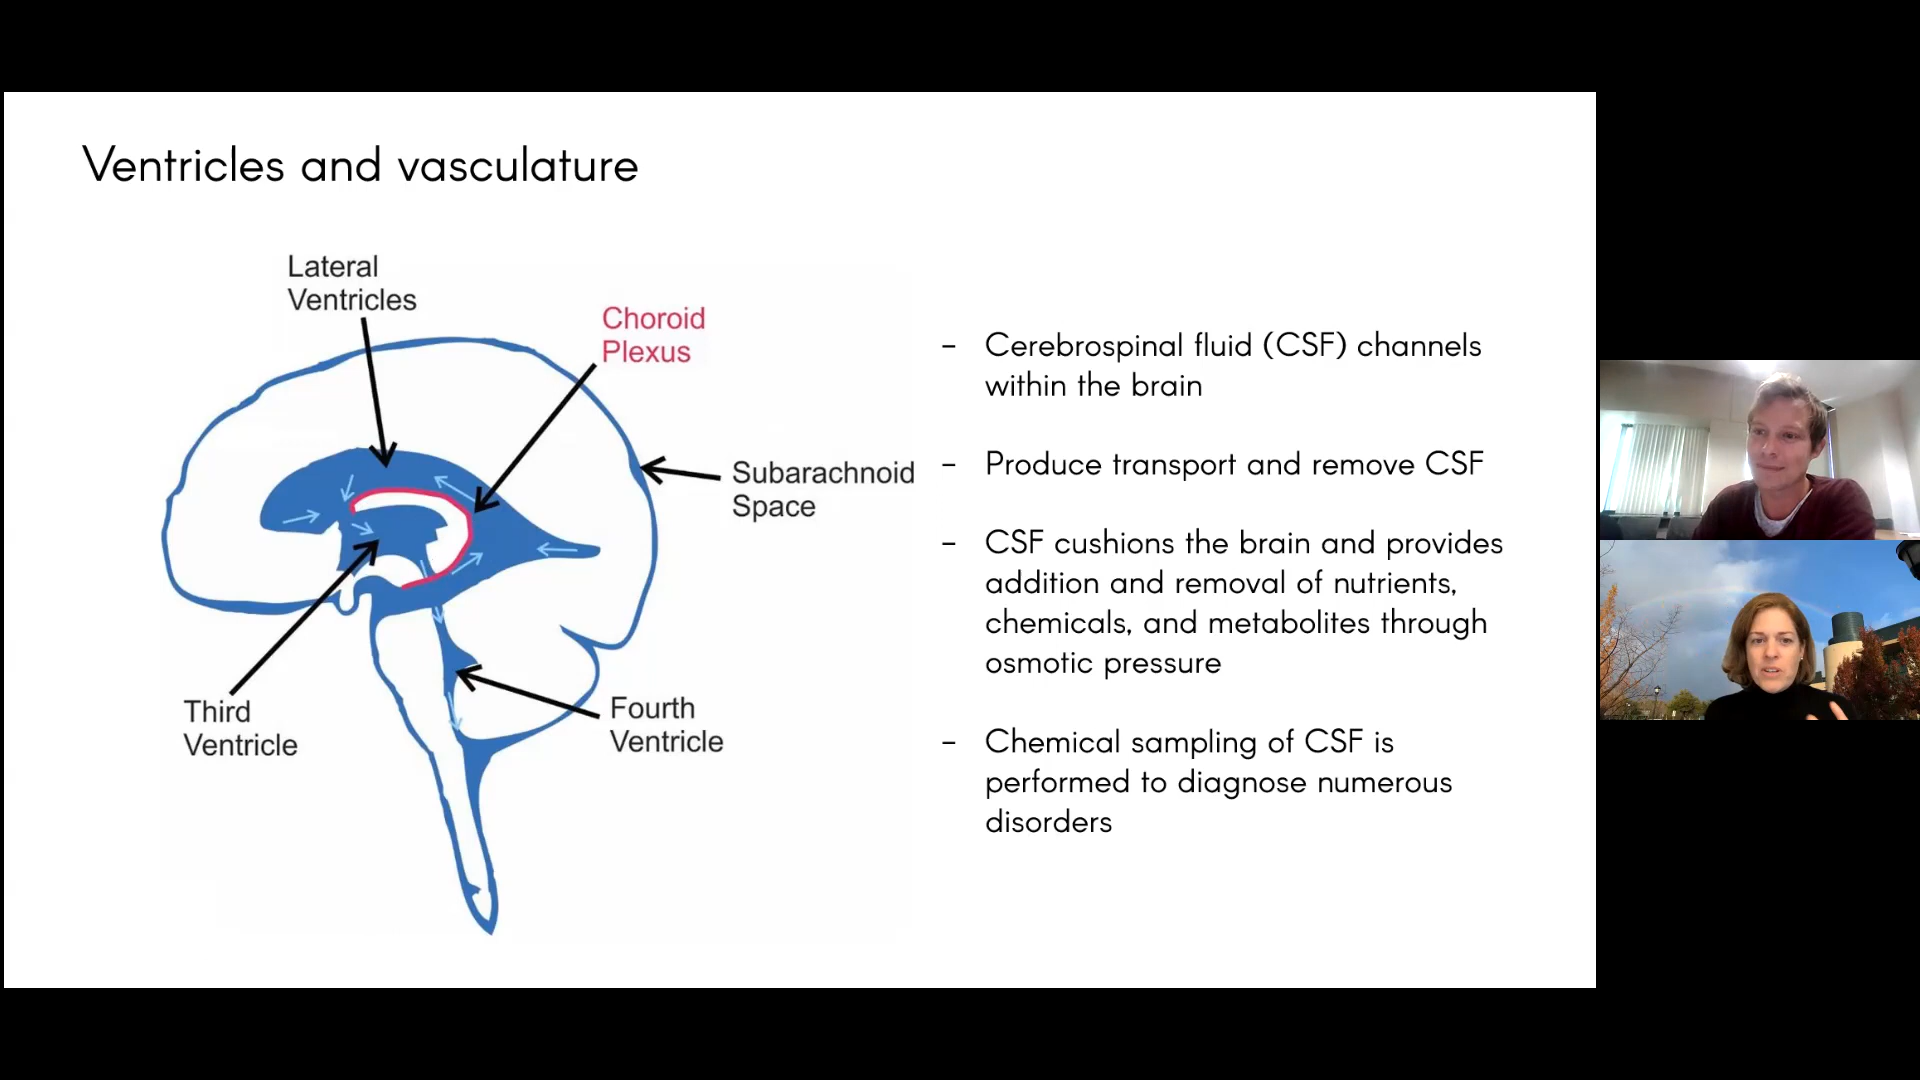 Ventricles and vasculature
Lateral
Ventricles
Choroid
Plexus
Subarachnoid
Space
Third
Ventricle
Fourth
Ventricle
- Cerebrospinal fluid (CSF) channels
within the brain
- Produce transport and remove CSF
- CSF cushions the brain and provides
addition and removal of nutrients,
chemicals, and metabolites through
osmotic pressure
- Chemical sampling of CSF is
performed to diagnose numerous
disorders